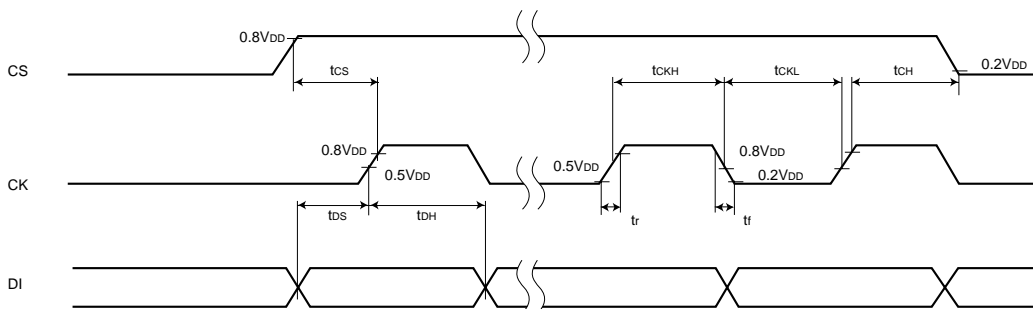 0.8VDD
CS
tCS
tCKH
tCKL
tCH
0.2VDD
CK
0.8VDD
0.5VDD
0.5VDD
0.8VDD
0.2VDD
tDS
tDH
tr
tf
DI